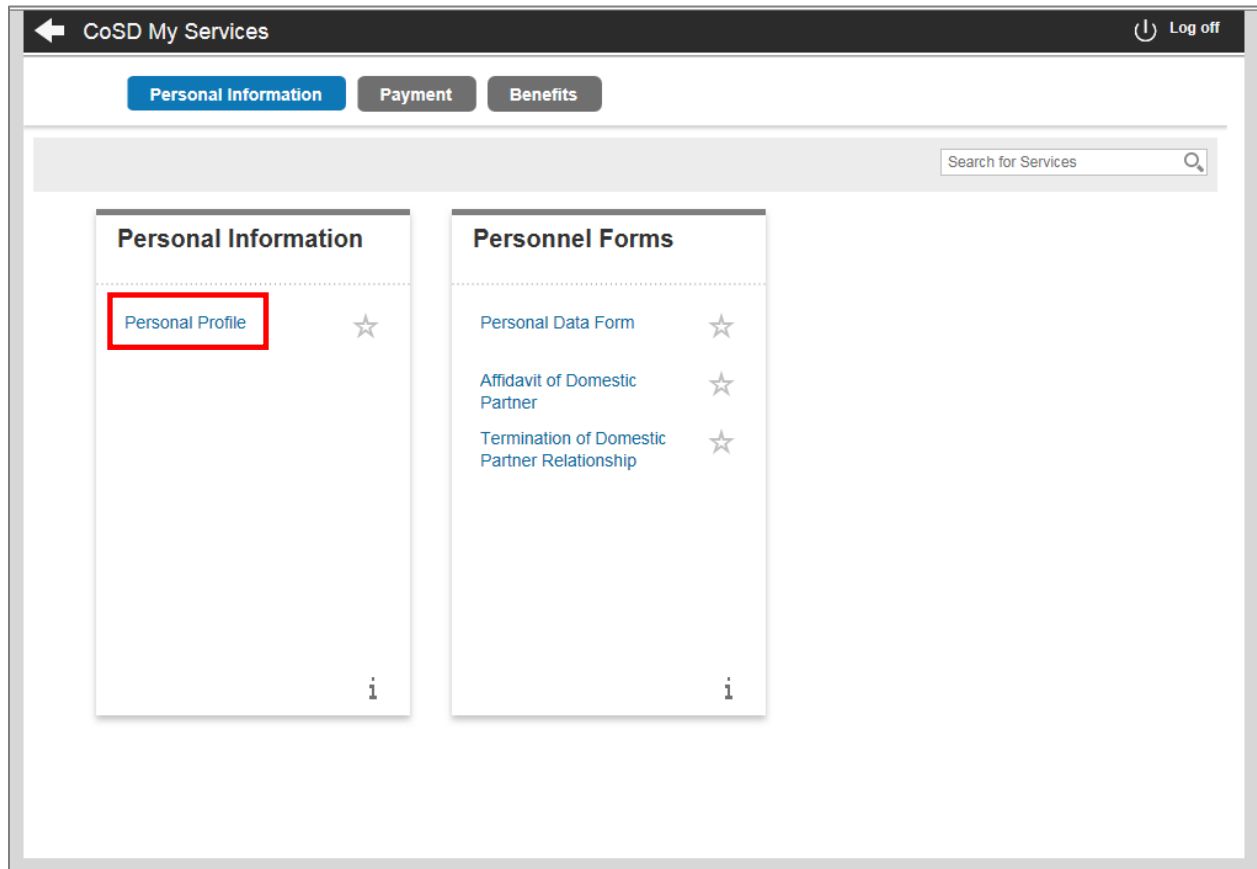 CoSD My Services
Log off
Personal Information
Payment
Benefits
Search for Services
Personal Information
Personal Profile
i
Personnel Forms
Personal Data Form
Affidavit of Domestic
Partner
Termination of Domestic
Partner Relationship
i